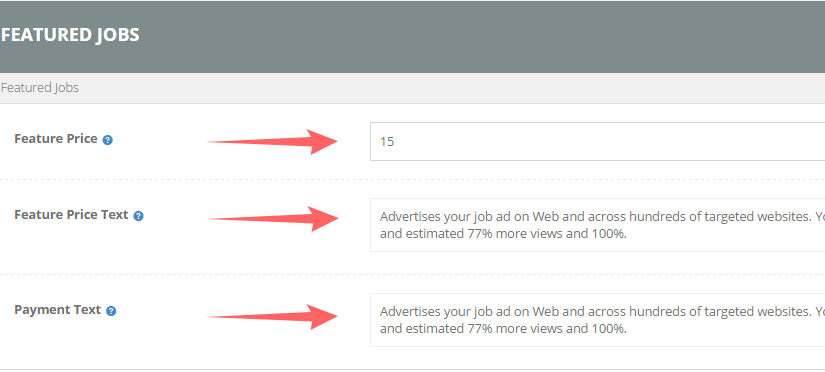 FEATURED JOBS
Featured Jobs
Feature Price ?
15
Feature Price Text ?
Advertises your job ad on Web and across hundreds of targeted websites.
and estimated 77% more views and 100%.
Payment Text ?
Advertises your job ad on Web and across hundreds of targeted websites.
and estimated 77% more views and 100%.